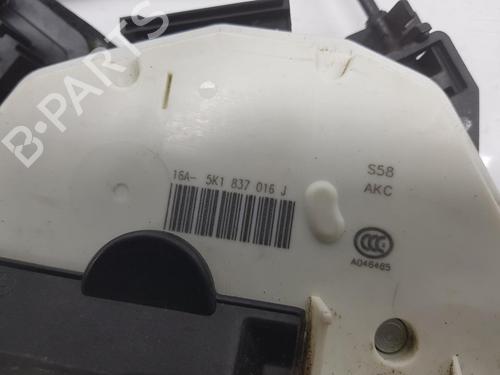 B-PARTS
S58
AKC
16A- 5K1 837 016 J
CCC
A046465